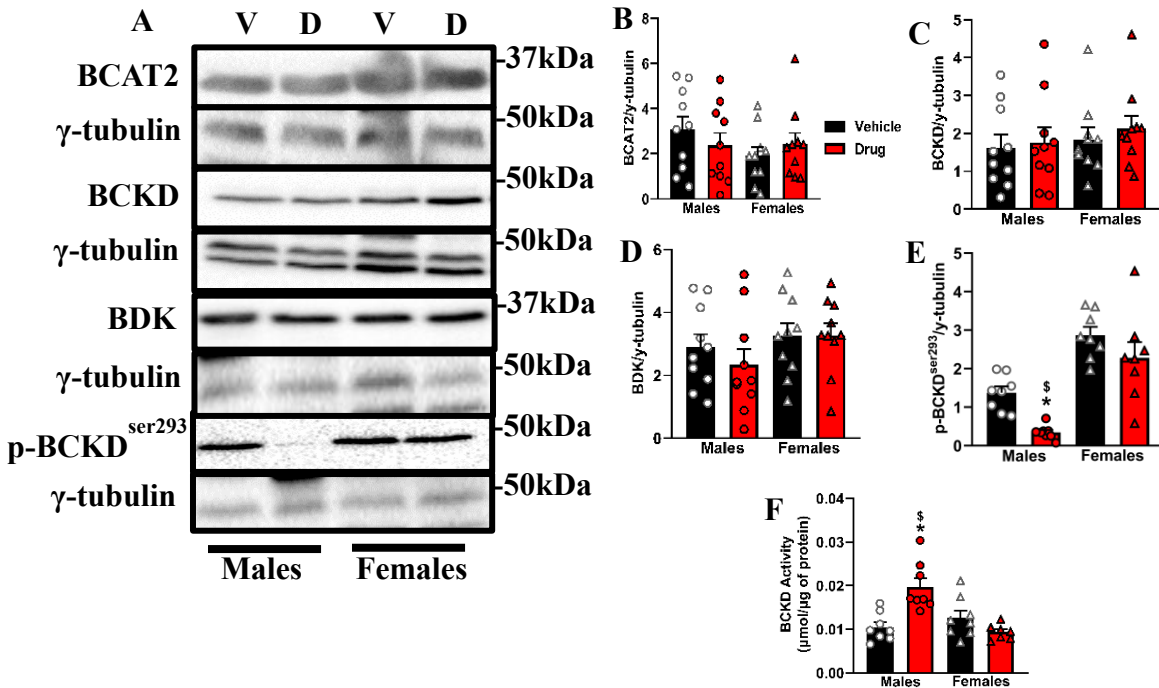 A
V D V D
BCAT2
-37kDa
γ-tubulin
-50kDa
BCKD
-50kDa
γ-tubulin
-50kDa
BDK
-37kDa
γ-tubulin
-50kDa
p-BCKD ser293
-50kDa
γ-tubulin
-50kDa
Males Females
B
BCAT2/γ-tubulin
8
6
4
2
0
Males Females
Vehicle
Drug
C
BCKD/γ-tubulin
5
4
3
2
1
0
Males Females
D
BDK/γ-tubulin
6
4
2
0
Males Females
E
p-BCKDser293/γ-tubulin
5
4
3
2
1
0
$
*
Males Females
F
BCKD Activity
(µmol/µg of protein)
0.04
0.03
0.02
0.01
0.00
$
*
Males Females